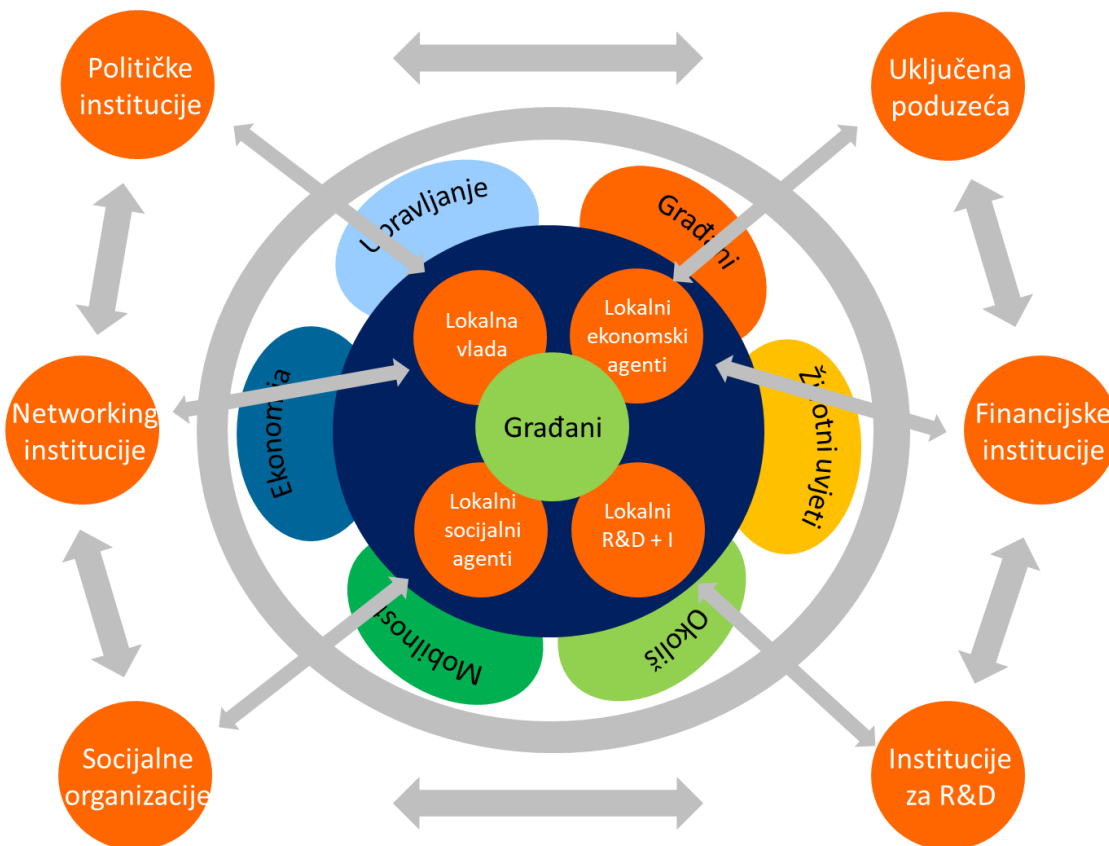 Političke
institucije
Uključena
poduzeća
Upravljanje
Građani
Lokalna
vlada
Lokalni
ekonomski
agenti
Networking
institucije
Ekonomija
Građani
Životni uvjeti
Financijske
institucije
Lokalni
socijalni
agenti
Lokalni
R&D + I
Mobilnost
Okoliš
Socijalne
organizacije
Institucije
za R&D